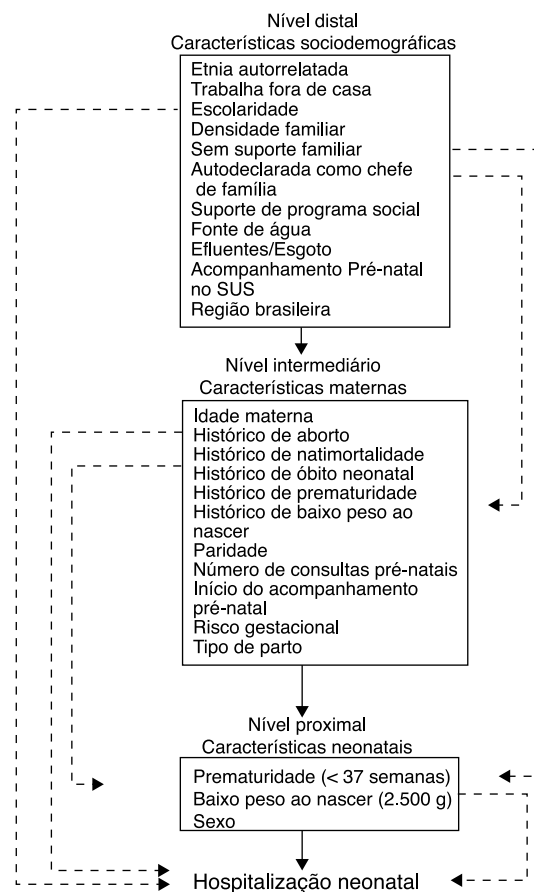 Nível distal
Características sociodemográficas
Etnia autorrelatada
Trabalha fora de casa
Escolaridade
Densidade familiar
Sem suporte familiar
Autodeclarada como chefe
de família
Suporte de programa social
Fonte de água
Efluentes/Esgoto
Acompanhamento Pré-natal
no SUS
Região brasileira
Nível intermediário
Características maternas
Idade materna
Histórico de aborto
Histórico de natimortalidade
Histórico de óbito neonatal
Histórico de prematuridade
Histórico de baixo peso ao
nascer
Paridade
Número de consultas pré-natais
Início do acompanhamento
pré-natal
Risco gestacional
Tipo de parto
Nível proximal
Características neonatais
Prematuridade (< 37 semanas)
Baixo peso ao nascer (2.500 g)
Sexo
Hospitalização neonatal